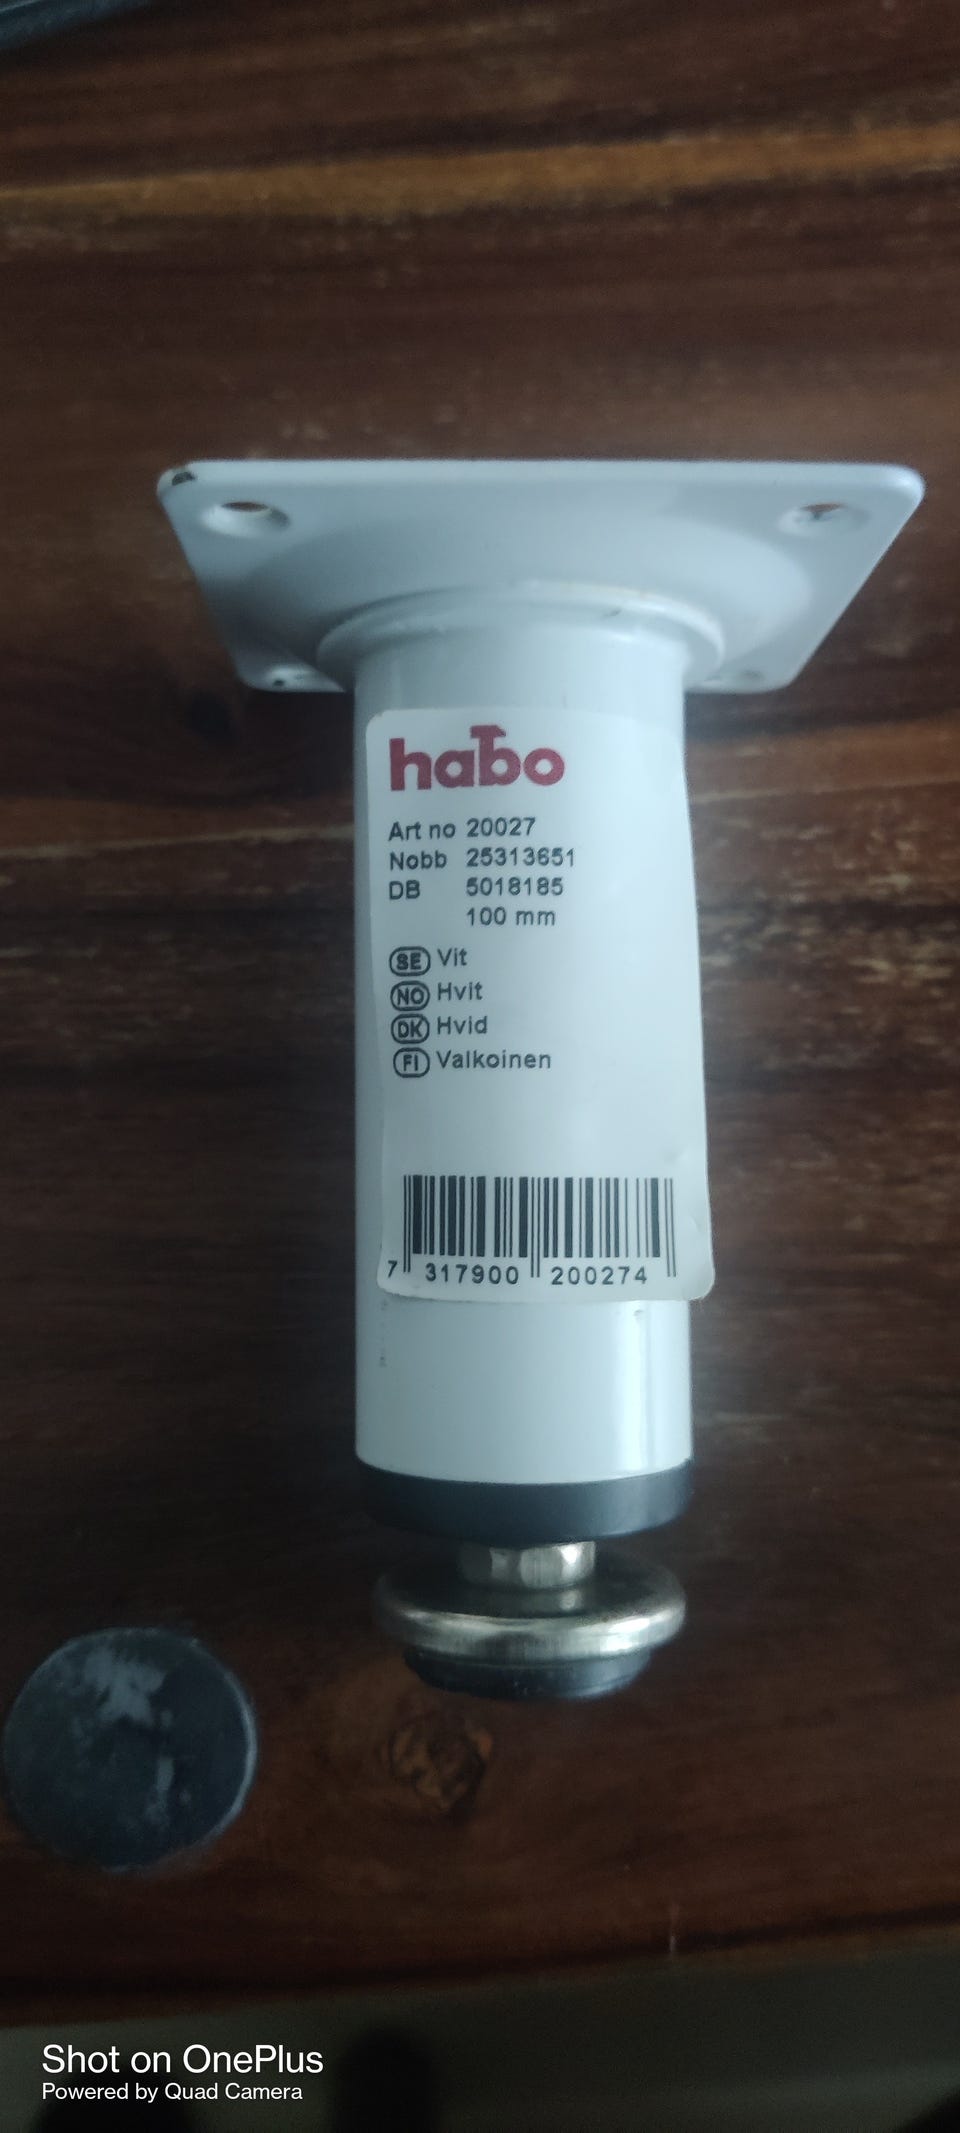 habo
Art no 20027
Nobb 25313651
DB 5018185
100 mm
SE Vit
NO Hvit
DK Hvid
FI Valkoinen
7 317900 200274
Shot on OnePlus
Powered by Quad Camera